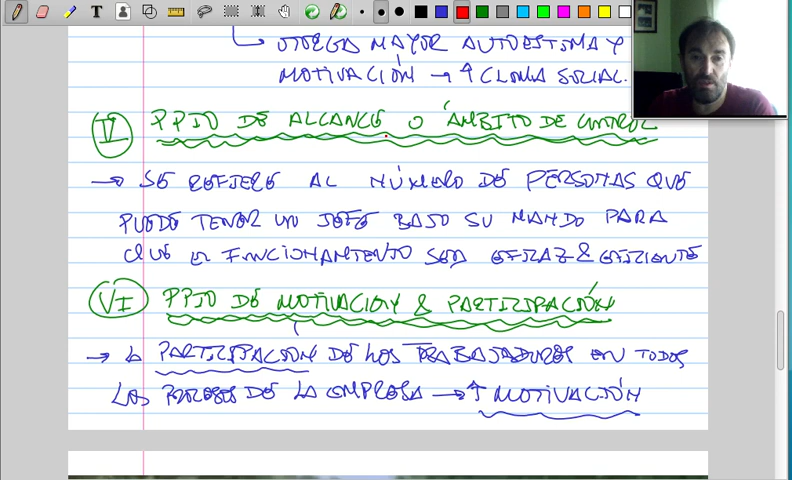 OTORGA MAYOR AUTOESTIMA Y
MOTIVACIÓN → ↑ CLIMA SOCIAL.
V PPIO DE ALCANCE O ÁMBITO DE CONTROL
→ SE REFIERE AL NÚMERO DE PERSONAS QUE
PUEDE TENER UN JEFE BAJO SU MANDO PARA
QUE EL FUNCIONAMIENTO SEA EFICAZ & EFICIENTE
VI PPIO DE MOTIVACION & PARTICIPACIÓN
→ LA PARTICIPACION DE LOS TRABAJADORES EN TODOS
LOS PROCESOS DE LA EMPRESA → ↑ MOTIVACIÓN